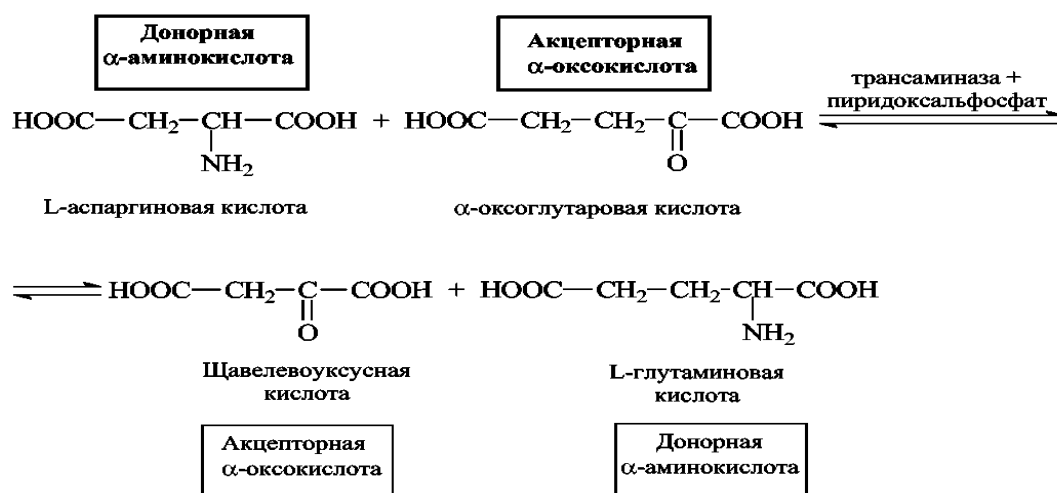 Донорная
α-аминокислота
Акцепторная
α-оксокислота
трансаминаза +
пиридоксальфосфат
HOOC—CH₂—CH—COOH + HOOC—CH₂—CH₂—C—COOH
NH₂
O
L-аспаргиновая кислота
α-оксоглутаровая кислота
HOOC—CH₂—C—COOH + HOOC—CH₂—CH₂—CH—COOH
O
NH₂
Щавелевоуксусная
кислота
L-глутаминовая
кислота
Акцепторная
α-оксокислота
Донорная
α-аминокислота